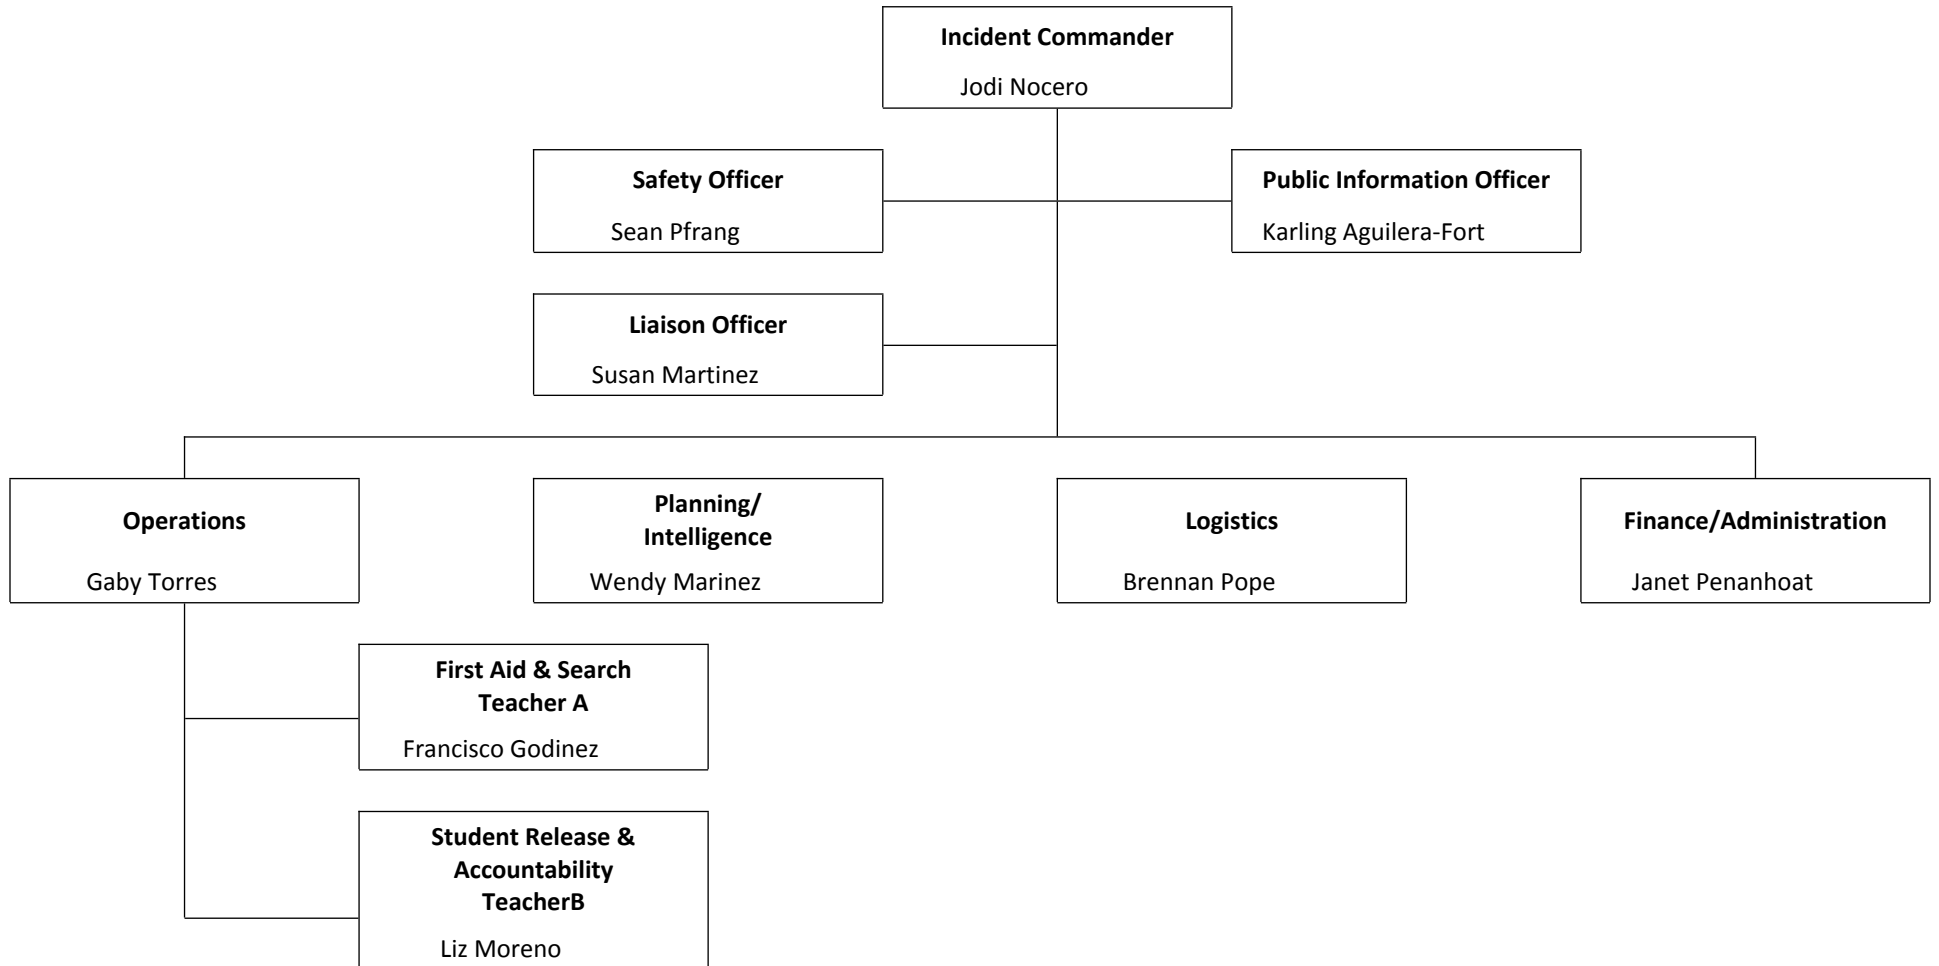 Incident Commander
Jodi Nocero
Safety Officer
Sean Pfrang
Public Information Officer
Karling Aguilera-Fort
Liaison Officer
Susan Martinez
Operations
Gaby Torres
Planning/
Intelligence
Wendy Marinez
Logistics
Brennan Pope
Finance/Administration
Janet Penanhoat
First Aid & Search
Teacher A
Francisco Godinez
Student Release &
Accountability
TeacherB
Liz Moreno